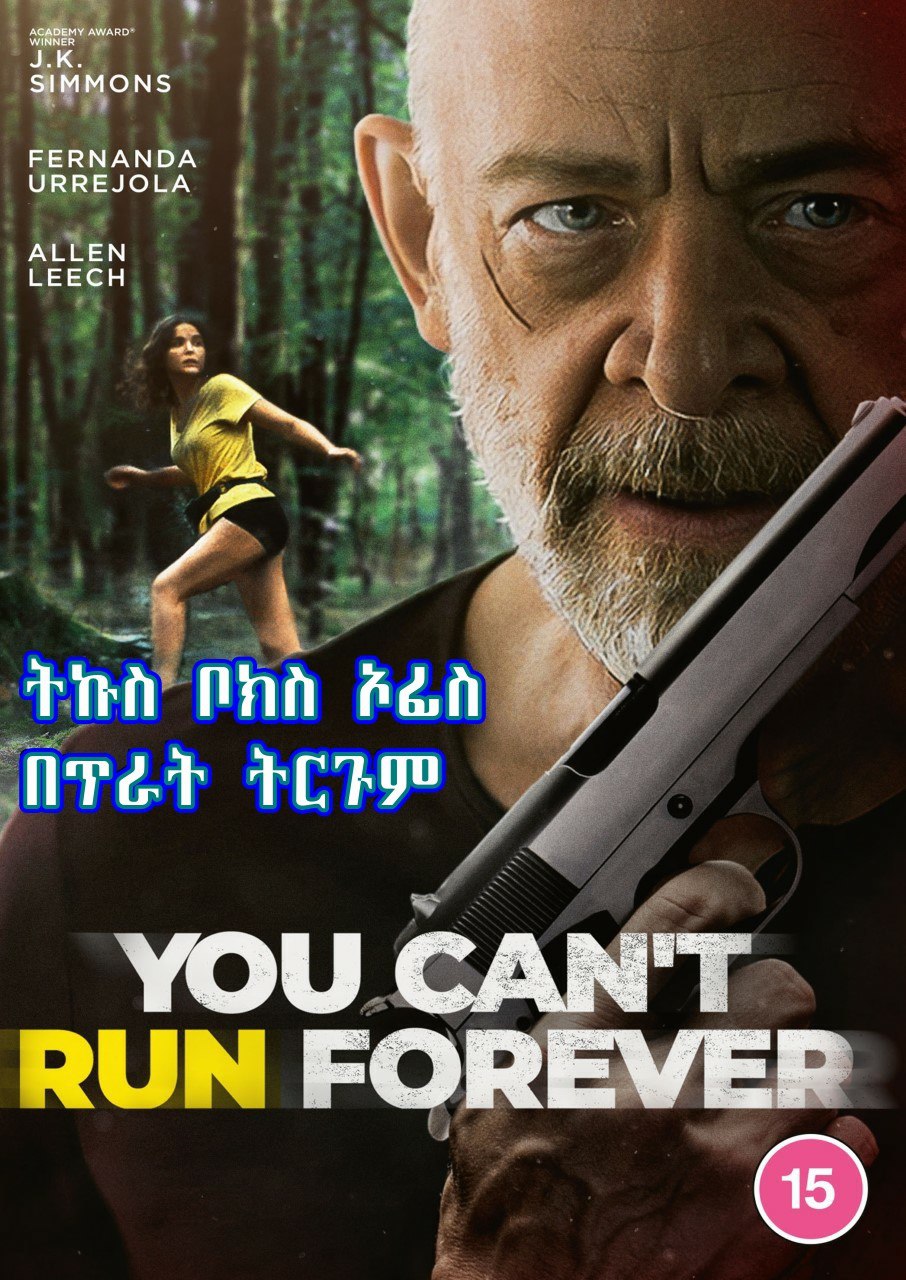 ACADEMY AWARD®
WINNER
J.K.
SIMMONS
FERNANDA
URREJOLA
ALLEN
LEECH
ትኩስ ቦክስ ኦፊስ
በጥራት ትርጉም
YOU CAN'T
RUN FOREVER
15